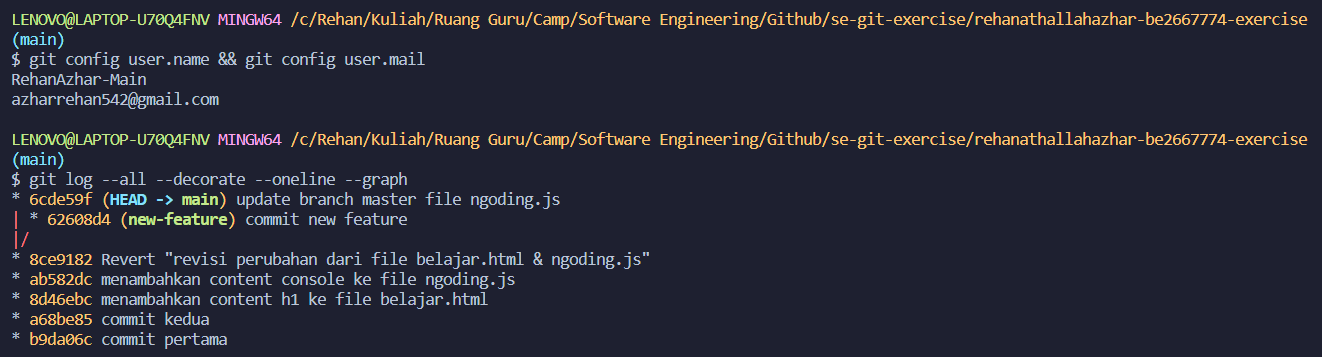 LENOVO@LAPTOP-U70Q4FNV MINGW64 /c/Rehan/Kuliah/Ruang Guru/Camp/Software Engineering/Github/se-git-exercise/rehanathallahazhar-be2667774-exercise
(main)
$ git config user.name && git config user.mail
RehanAzhar-Main
azharrehan542@gmail.com

LENOVO@LAPTOP-U70Q4FNV MINGW64 /c/Rehan/Kuliah/Ruang Guru/Camp/Software Engineering/Github/se-git-exercise/rehanathallahazhar-be2667774-exercise
(main)
$ git log --all --decorate --oneline --graph
* 6cde59f (HEAD -> main) update branch master file ngoding.js
| * 62608d4 (new-feature) commit new feature
|/
* 8ce9182 Revert "revisi perubahan dari file belajar.html & ngoding.js"
* ab582dc menambahkan content console ke file ngoding.js
* 8d46ebc menambahkan content h1 ke file belajar.html
* a68be85 commit kedua
* b9da06c commit pertama